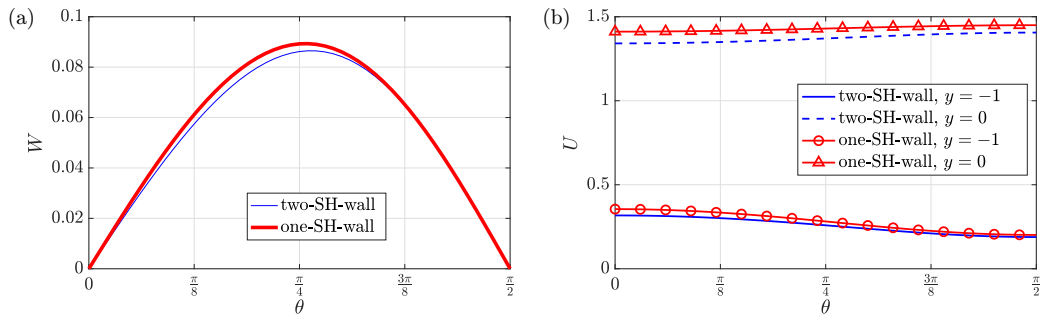 (a)
0.1
0.08
0.06
0.04
0.02
0
W
two-SH-wall
one-SH-wall
0
π/8
π/4
3π/8
π/2
θ
(b)
1.5
1
0.5
0
U
two-SH-wall, y = −1
two-SH-wall, y = 0
one-SH-wall, y = −1
one-SH-wall, y = 0
0
π/8
π/4
3π/8
π/2
θ